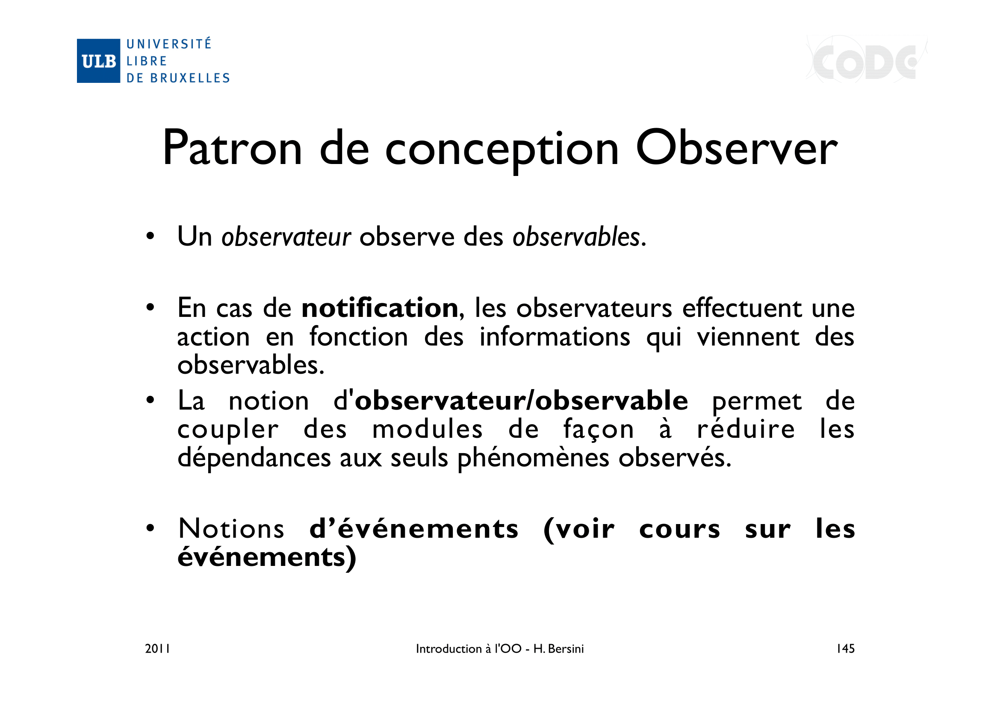 ULB
UNIVERSITÉ
LIBRE
DE BRUXELLES
CoDE
Patron de conception Observer
• Un observateur observe des observables.
• En cas de notification, les observateurs effectuent une
action en fonction des informations qui viennent des
observables.
• La notion d'observateur/observable permet de
coupler des modules de façon à réduire les
dépendances aux seuls phénomènes observés.
• Notions d’événements (voir cours sur les
événements)
2011
Introduction à l'OO - H. Bersini
145